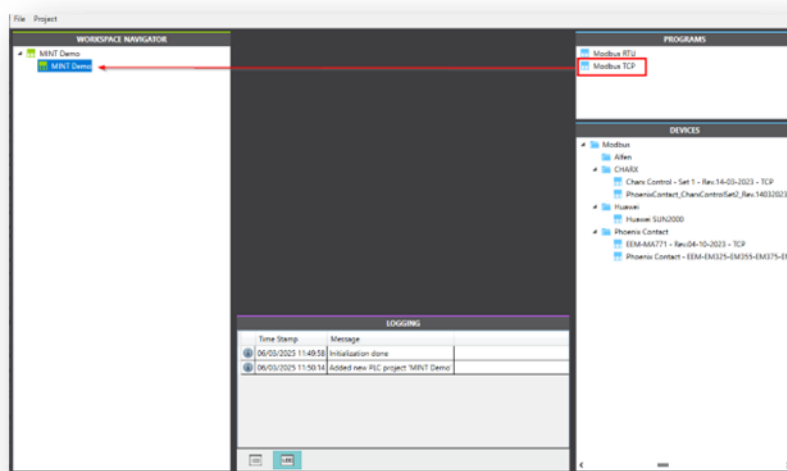 File Project
WORKSPACE NAVIGATOR
MINT Demo
MINT Demo
PROGRAMS
Modbus RTU
Modbus TCP
DEVICES
Modbus
Alfen
CHARX
Charx Control - Set 1 - Rev.14-03-2023 - TCP
PhoenixContact_CharxControlSet2_Rev.14032023
Huawei
Huawei SUN2000
Phoenix Contact
EEM-MA771 - Rev.04-10-2023 - TCP
Phoenix Contact - EEM-EM325-EM355-EM375-E
LOGGING
Time Stamp Message
06/03/2025 11:49:58 Initialization done
06/03/2025 11:50:14 Added new PLC project 'MINT Demo'